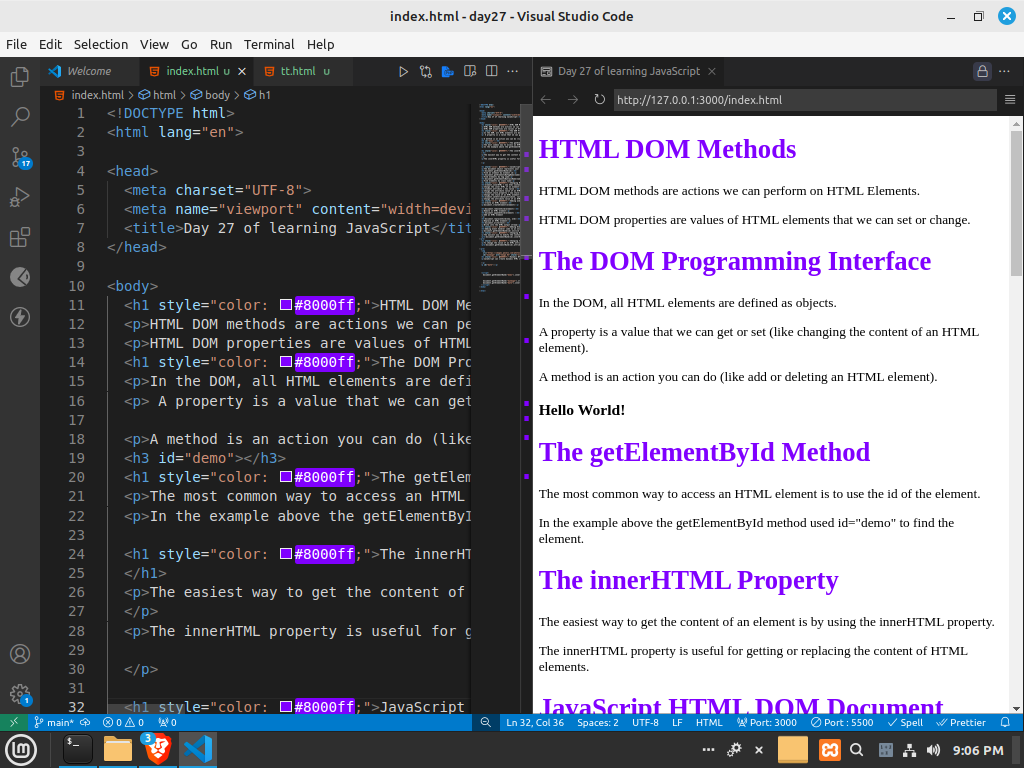 index.html - day27 - Visual Studio Code
File Edit Selection View Go Run Terminal Help
Welcome
index.html U
tt.html U
Day 27 of learning JavaScript
index.html > html > body > h1
http://127.0.0.1:3000/index.html
1 <!DOCTYPE html>
2 <html lang="en">
3
4 <head>
5 <meta charset="UTF-8">
6 <meta name="viewport" content="width=devi
7 <title>Day 27 of learning JavaScript</tit
8 </head>
9
10 <body>
11 <h1 style="color: #8000ff;">HTML DOM Me
12 <p>HTML DOM methods are actions we can pe
13 <p>HTML DOM properties are values of HTML
14 <h1 style="color: #8000ff;">The DOM Pro
15 <p>In the DOM, all HTML elements are defi
16 <p> A property is a value that we can get
17
18 <p>A method is an action you can do (like
19 <h3 id="demo"></h3>
20 <h1 style="color: #8000ff;">The getElem
21 <p>The most common way to access an HTML
22 <p>In the example above the getElementByI
23
24 <h1 style="color: #8000ff;">The innerHT
25 </h1>
26 <p>The easiest way to get the content of
27 </p>
28 <p>The innerHTML property is useful for g
29
30 </p>
31
32 <h1 style="color: #8000ff;">JavaScript
HTML DOM Methods
HTML DOM methods are actions we can perform on HTML Elements.
HTML DOM properties are values of HTML elements that we can set or change.
The DOM Programming Interface
In the DOM, all HTML elements are defined as objects.
A property is a value that we can get or set (like changing the content of an HTML
element).
A method is an action you can do (like add or deleting an HTML element).
Hello World!
The getElementById Method
The most common way to access an HTML element is to use the id of the element.
In the example above the getElementById method used id="demo" to find the
element.
The innerHTML Property
The easiest way to get the content of an element is by using the innerHTML property.
The innerHTML property is useful for getting or replacing the content of HTML
elements.
JavaScript HTML DOM Document
17
1
main* 0 0 0 Ln 32, Col 36 Spaces: 2 UTF-8 LF HTML Port: 3000 Port : 5500 Spell Prettier
3
9:06 PM